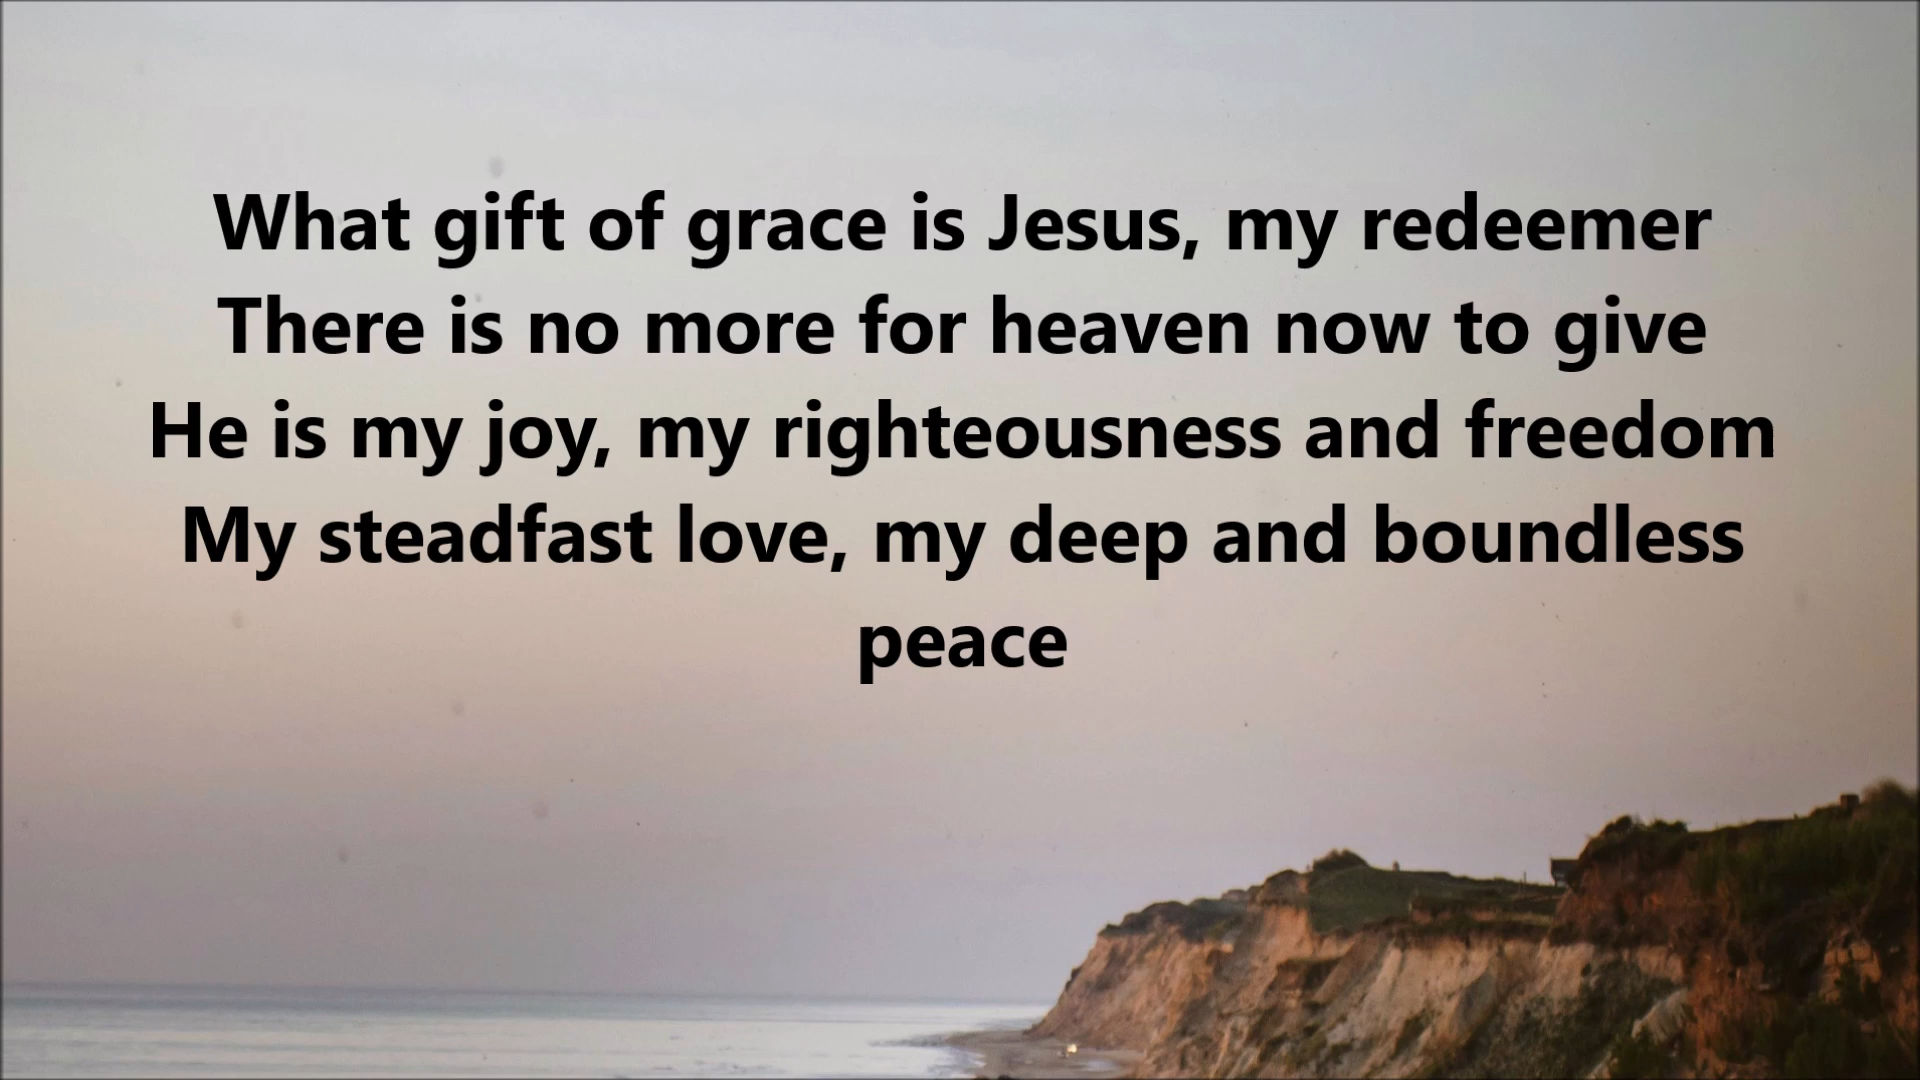 What gift of grace is Jesus, my redeemer
There is no more for heaven now to give
He is my joy, my righteousness and freedom
My steadfast love, my deep and boundless
peace